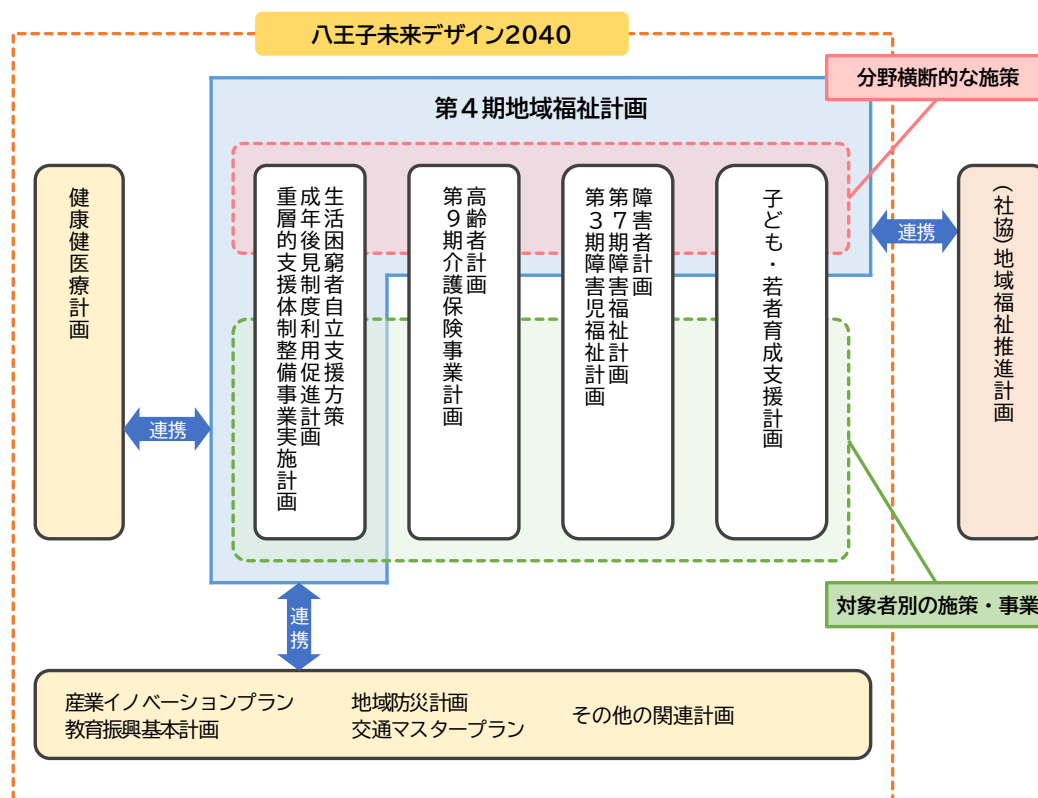 八王子未来デザイン2040
分野横断的な施策
第4期地域福祉計画
健康健医療計画
生活困窮者自立支援方策
成年後見制度利用促進計画
重層的支援体制整備事業実施計画
高齢者計画
第9期介護保険事業計画
障害者計画
第7期障害福祉計画
第3期障害児福祉計画
子ども・若者育成支援計画
連携
(社協)地域福祉推進計画
連携
対象者別の施策・事業
連携
産業イノベーションプラン
教育振興基本計画
地域防災計画
交通マスタープラン
その他の関連計画